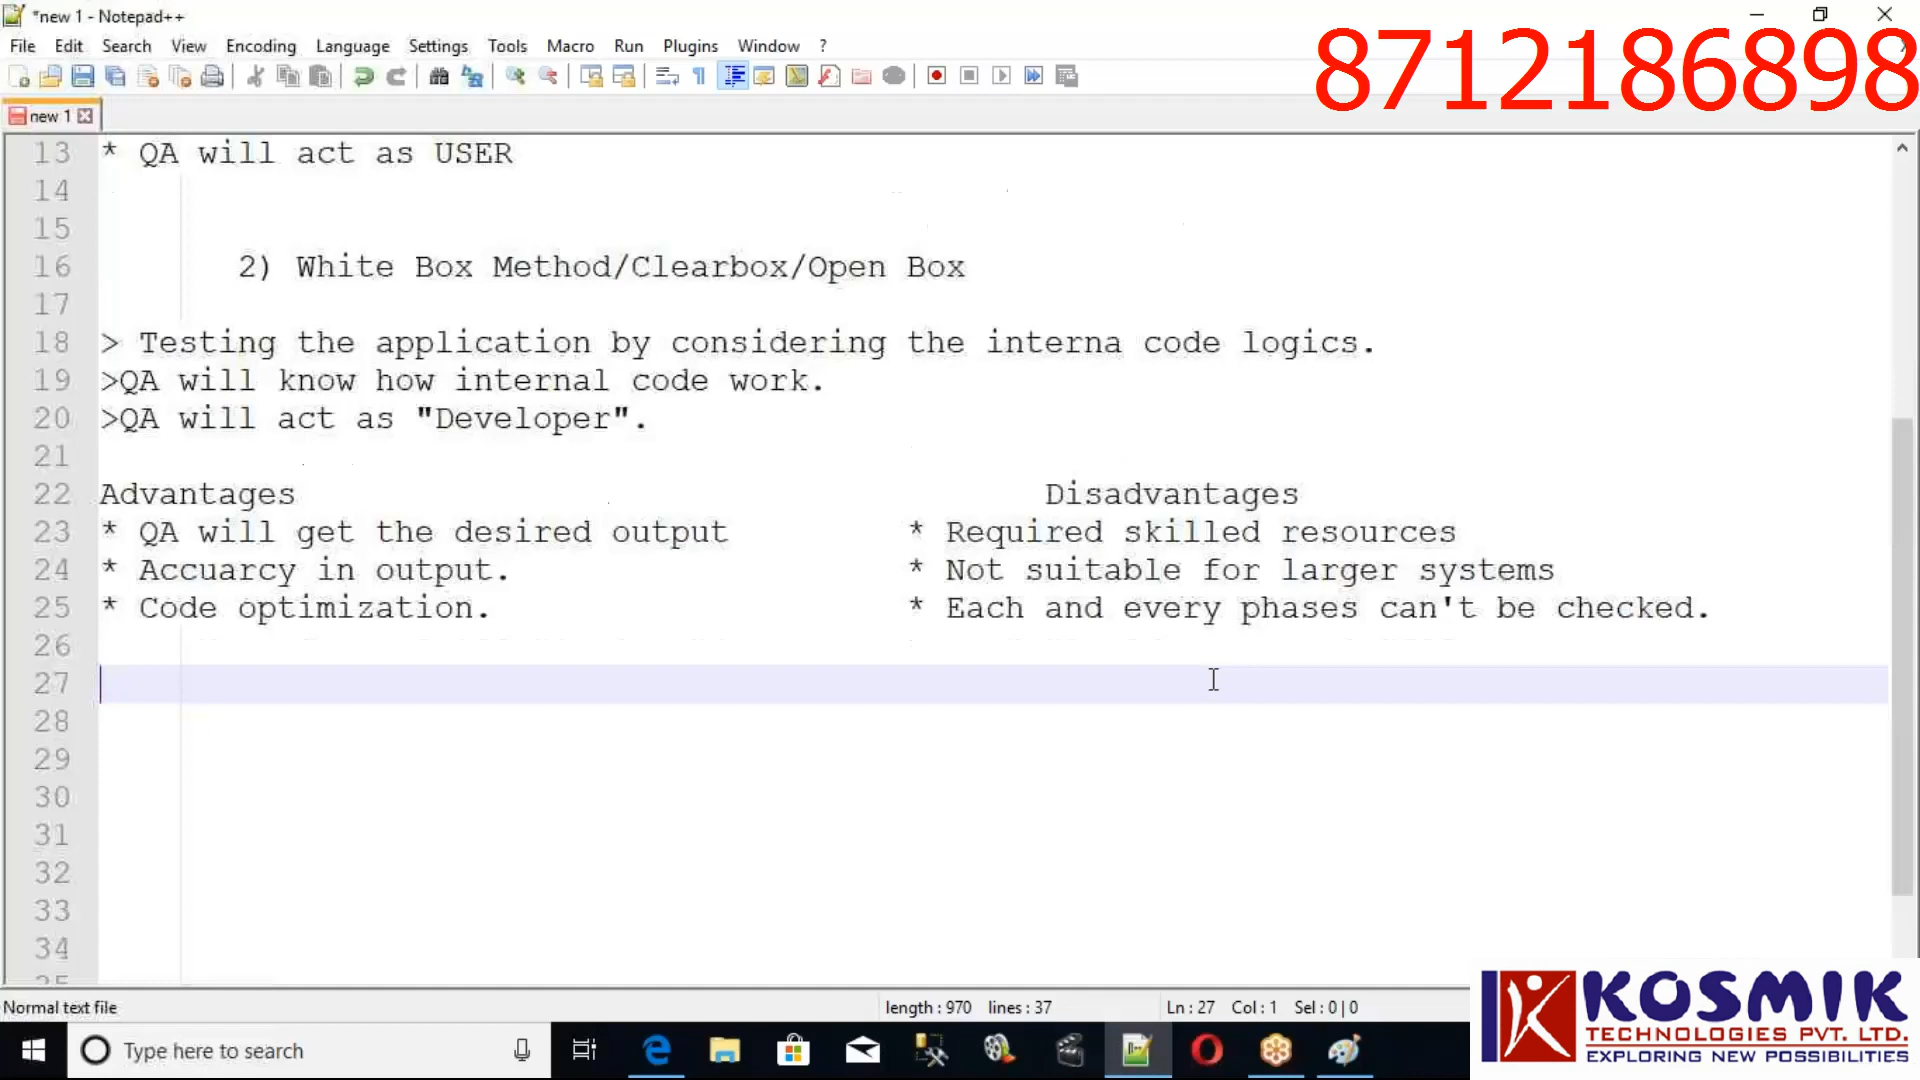 *new 1 - Notepad++
File Edit Search View Encoding Language Settings Tools Macro Run Plugins Window ?
8712186898
new 1
13 * QA will act as USER
14
15
16 2) White Box Method/Clearbox/Open Box
17
18 > Testing the application by considering the interna code logics.
19 >QA will know how internal code work.
20 >QA will act as "Developer".
21
22 Advantages Disadvantages
23 * QA will get the desired output * Required skilled resources
24 * Accuarcy in output. * Not suitable for larger systems
25 * Code optimization. * Each and every phases can't be checked.
26
27
28
29
30
31
32
33
34
Normal text file length : 970 lines : 37 Ln : 27 Col : 1 Sel : 0 | 0
Type here to search
KOSMIK
TECHNOLOGIES PVT. LTD.
EXPLORING NEW POSSIBILITIES